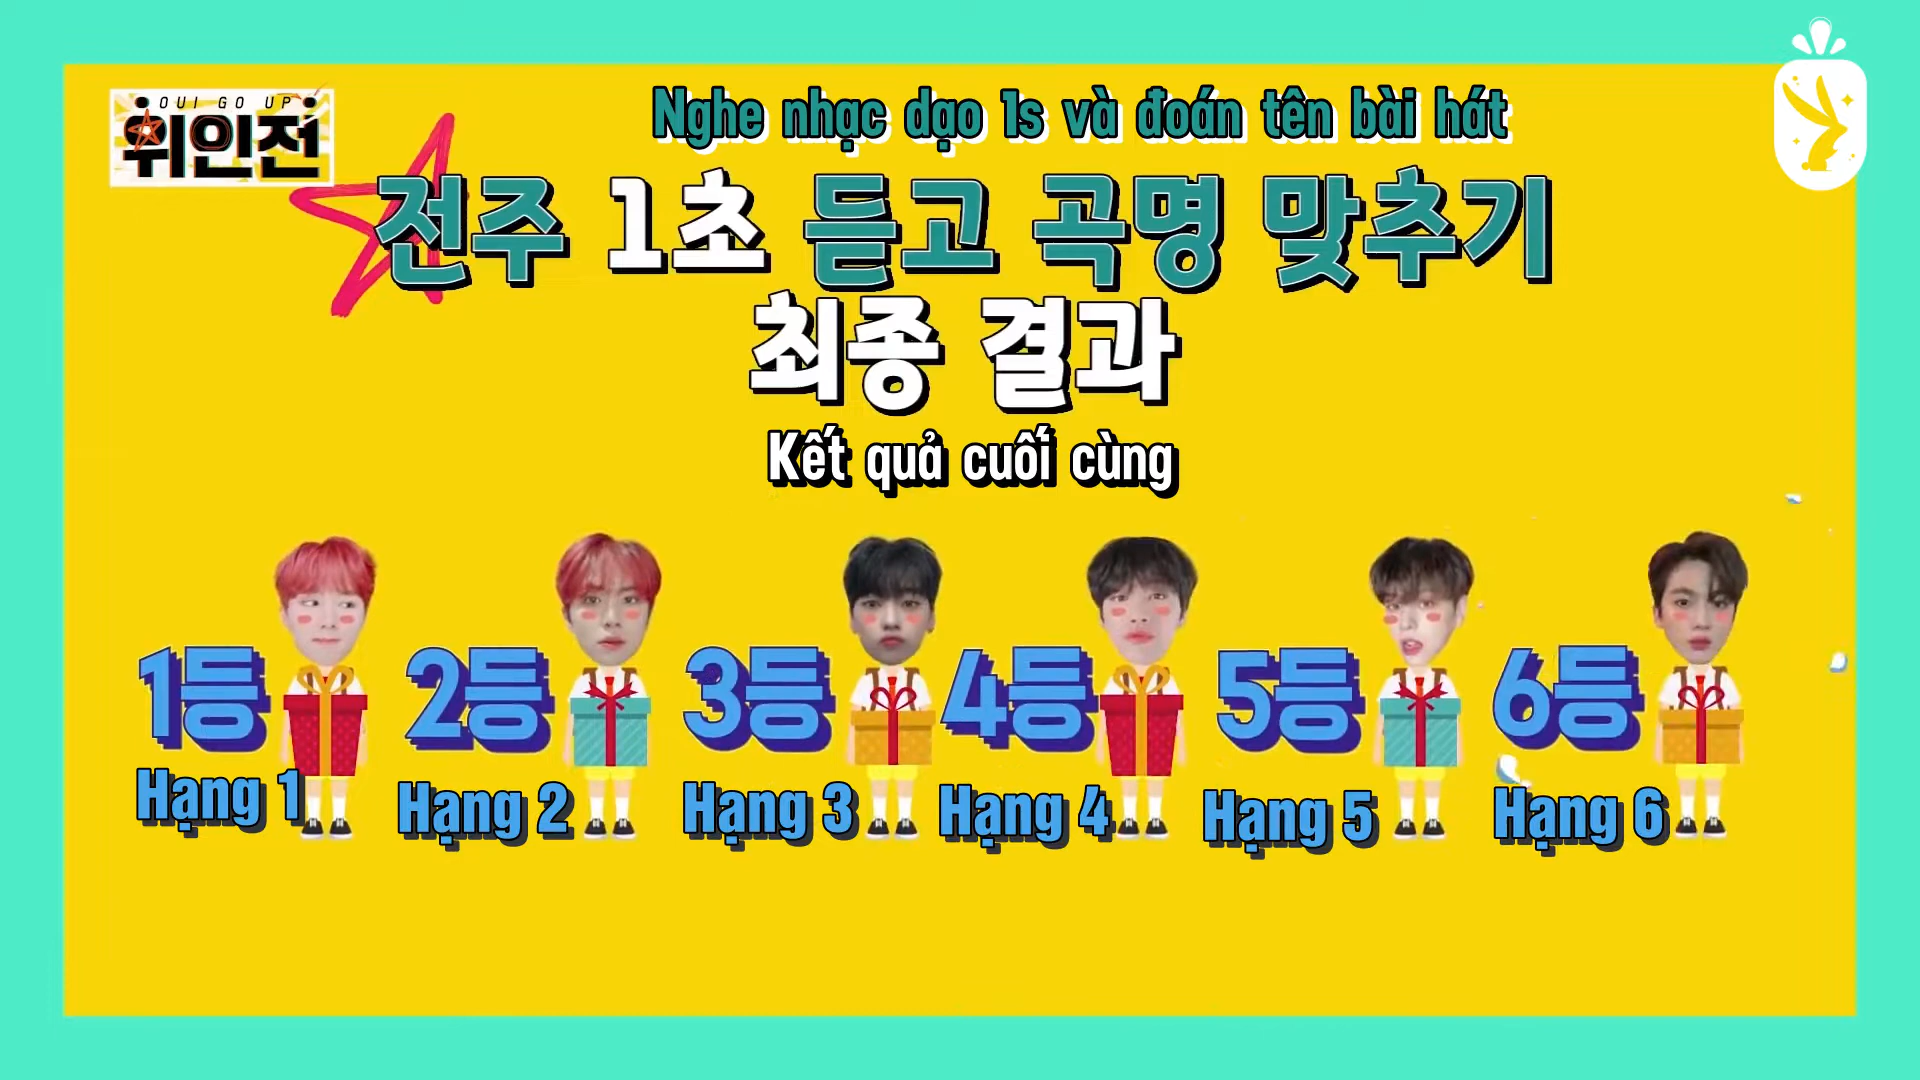 OUI GO UP
위인전
Nghe nhạc dạo 1s và đoán tên bài hát
전주 1초 듣고 곡명 맞추기
최종 결과
Kết quả cuối cùng
1등 2등 3등 4등 5등 6등
Hạng 1 Hạng 2 Hạng 3 Hạng 4 Hạng 5 Hạng 6